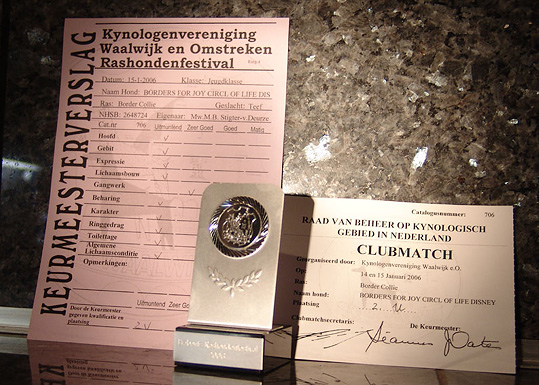 KEURMEESTERVERSLAG
Kynologenvereniging
Waalwijk en Omstreken
Rashondenfestival
Datum: 15-1-2006 Klasse: Jeugdklasse
Naam Hond: BORDERS FOR JOY CIRCL OF LIFE DIS
Ras: Border Collie Geslacht: Teef
NHSB: 2648724 Eigenaar: Mw.M.B. Stigter-v.Deurze
Cat.nr 706 Uitmuntend Zeer Goed Goed Matig
Hoofd
Gebit
Expressie
Lichaamsbouw
Gangwerk
Beharing
Karakter
Ringgedrag
Toilettage
Algemene
Lichaamsconditie
Opmerkingen:
Uitmuntend Zeer
Door de Keurmeester
gegeven kwalificatie en
plaatsing
Catalogusnummer: 706
RAAD VAN BEHEER OP KYNOLOGISCH
GEBIED IN NEDERLAND
CLUBMATCH
Georganiseerd door: Kynologenvereniging Waalwijk e.O.
Op: 14 en 15 Januari 2006
Ras: Border Collie
Naam hond: BORDERS FOR JOY CIRCL OF LIFE DISNEY
Plaatsing 2 U
Clubmatchsecretaris: De Keurmeester: